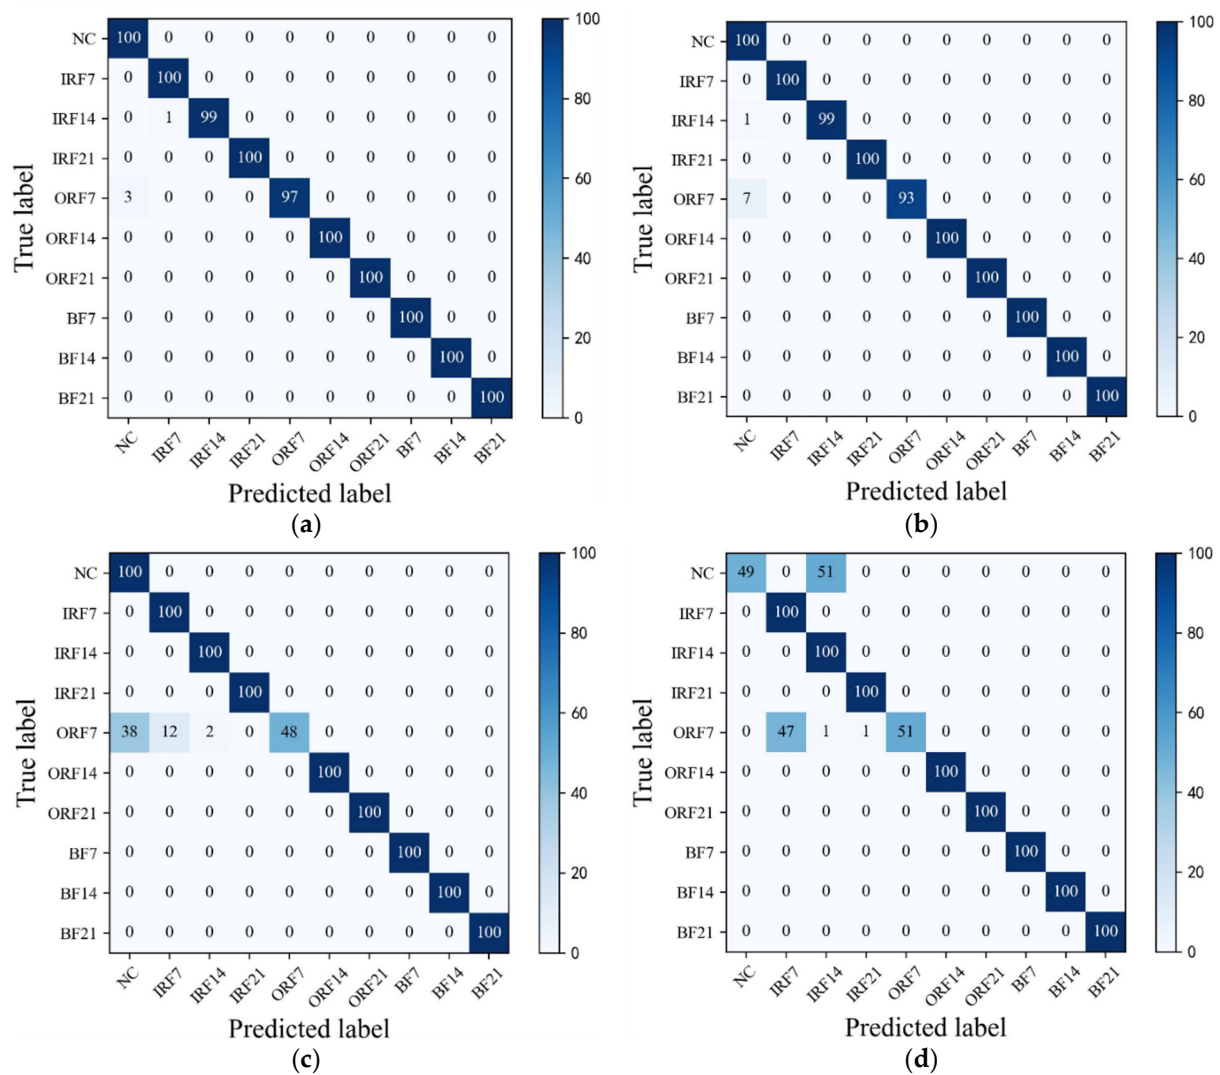 NC 100 0 0 0 0 0 0 0 0 0
IRF7 0 100 0 0 0 0 0 0 0 0
IRF14 0 1 99 0 0 0 0 0 0 0
IRF21 0 0 0 100 0 0 0 0 0 0
ORF7 3 0 0 0 97 0 0 0 0 0
ORF14 0 0 0 0 0 100 0 0 0 0
ORF21 0 0 0 0 0 0 100 0 0 0
BF7 0 0 0 0 0 0 0 100 0 0
BF14 0 0 0 0 0 0 0 0 100 0
BF21 0 0 0 0 0 0 0 0 0 100
NC IRF7 IRF14 IRF21 ORF7 ORF14 ORF21 BF7 BF14 BF21
True label
Predicted label
100
80
60
40
20
0
(a)
NC 100 0 0 0 0 0 0 0 0 0
IRF7 0 100 0 0 0 0 0 0 0 0
IRF14 1 0 99 0 0 0 0 0 0 0
IRF21 0 0 0 100 0 0 0 0 0 0
ORF7 7 0 0 0 93 0 0 0 0 0
ORF14 0 0 0 0 0 100 0 0 0 0
ORF21 0 0 0 0 0 0 100 0 0 0
BF7 0 0 0 0 0 0 0 100 0 0
BF14 0 0 0 0 0 0 0 0 100 0
BF21 0 0 0 0 0 0 0 0 0 100
NC IRF7 IRF14 IRF21 ORF7 ORF14 ORF21 BF7 BF14 BF21
True label
Predicted label
100
80
60
40
20
0
(b)
NC 100 0 0 0 0 0 0 0 0 0
IRF7 0 100 0 0 0 0 0 0 0 0
IRF14 0 0 100 0 0 0 0 0 0 0
IRF21 0 0 0 100 0 0 0 0 0 0
ORF7 38 12 2 0 48 0 0 0 0 0
ORF14 0 0 0 0 0 100 0 0 0 0
ORF21 0 0 0 0 0 0 100 0 0 0
BF7 0 0 0 0 0 0 0 100 0 0
BF14 0 0 0 0 0 0 0 0 100 0
BF21 0 0 0 0 0 0 0 0 0 100
NC IRF7 IRF14 IRF21 ORF7 ORF14 ORF21 BF7 BF14 BF21
True label
Predicted label
100
80
60
40
20
0
(c)
NC 49 0 51 0 0 0 0 0 0 0
IRF7 0 100 0 0 0 0 0 0 0 0
IRF14 0 0 100 0 0 0 0 0 0 0
IRF21 0 0 0 100 0 0 0 0 0 0
ORF7 0 47 1 1 51 0 0 0 0 0
ORF14 0 0 0 0 0 100 0 0 0 0
ORF21 0 0 0 0 0 0 100 0 0 0
BF7 0 0 0 0 0 0 0 100 0 0
BF14 0 0 0 0 0 0 0 0 100 0
BF21 0 0 0 0 0 0 0 0 0 100
NC IRF7 IRF14 IRF21 ORF7 ORF14 ORF21 BF7 BF14 BF21
True label
Predicted label
100
80
60
40
20
0
(d)